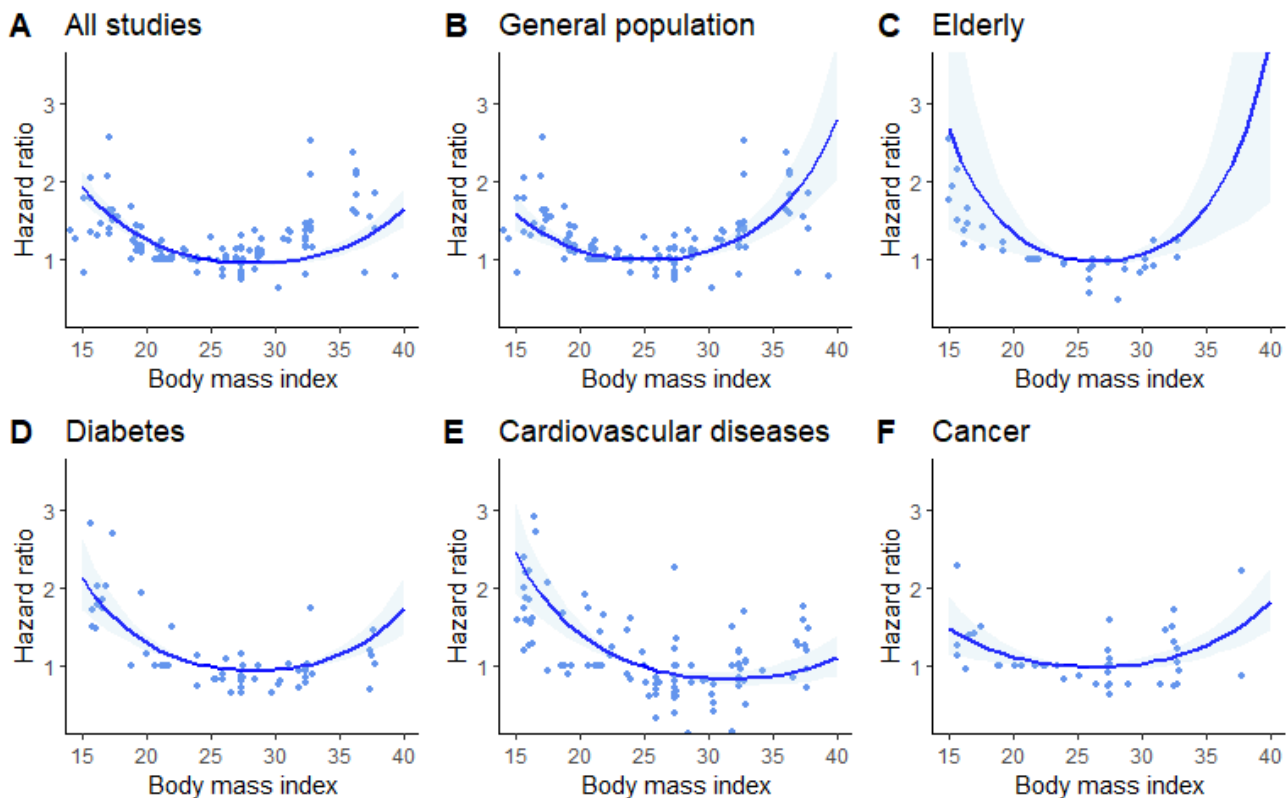 A All studies
B General population
C Elderly
3
2
1
Hazard ratio
15 20 25 30 35 40
Body mass index
3
2
1
Hazard ratio
15 20 25 30 35 40
Body mass index
3
2
1
Hazard ratio
15 20 25 30 35 40
Body mass index
D Diabetes
E Cardiovascular diseases
F Cancer
3
2
1
Hazard ratio
15 20 25 30 35 40
Body mass index
3
2
1
Hazard ratio
15 20 25 30 35 40
Body mass index
3
2
1
Hazard ratio
15 20 25 30 35 40
Body mass index